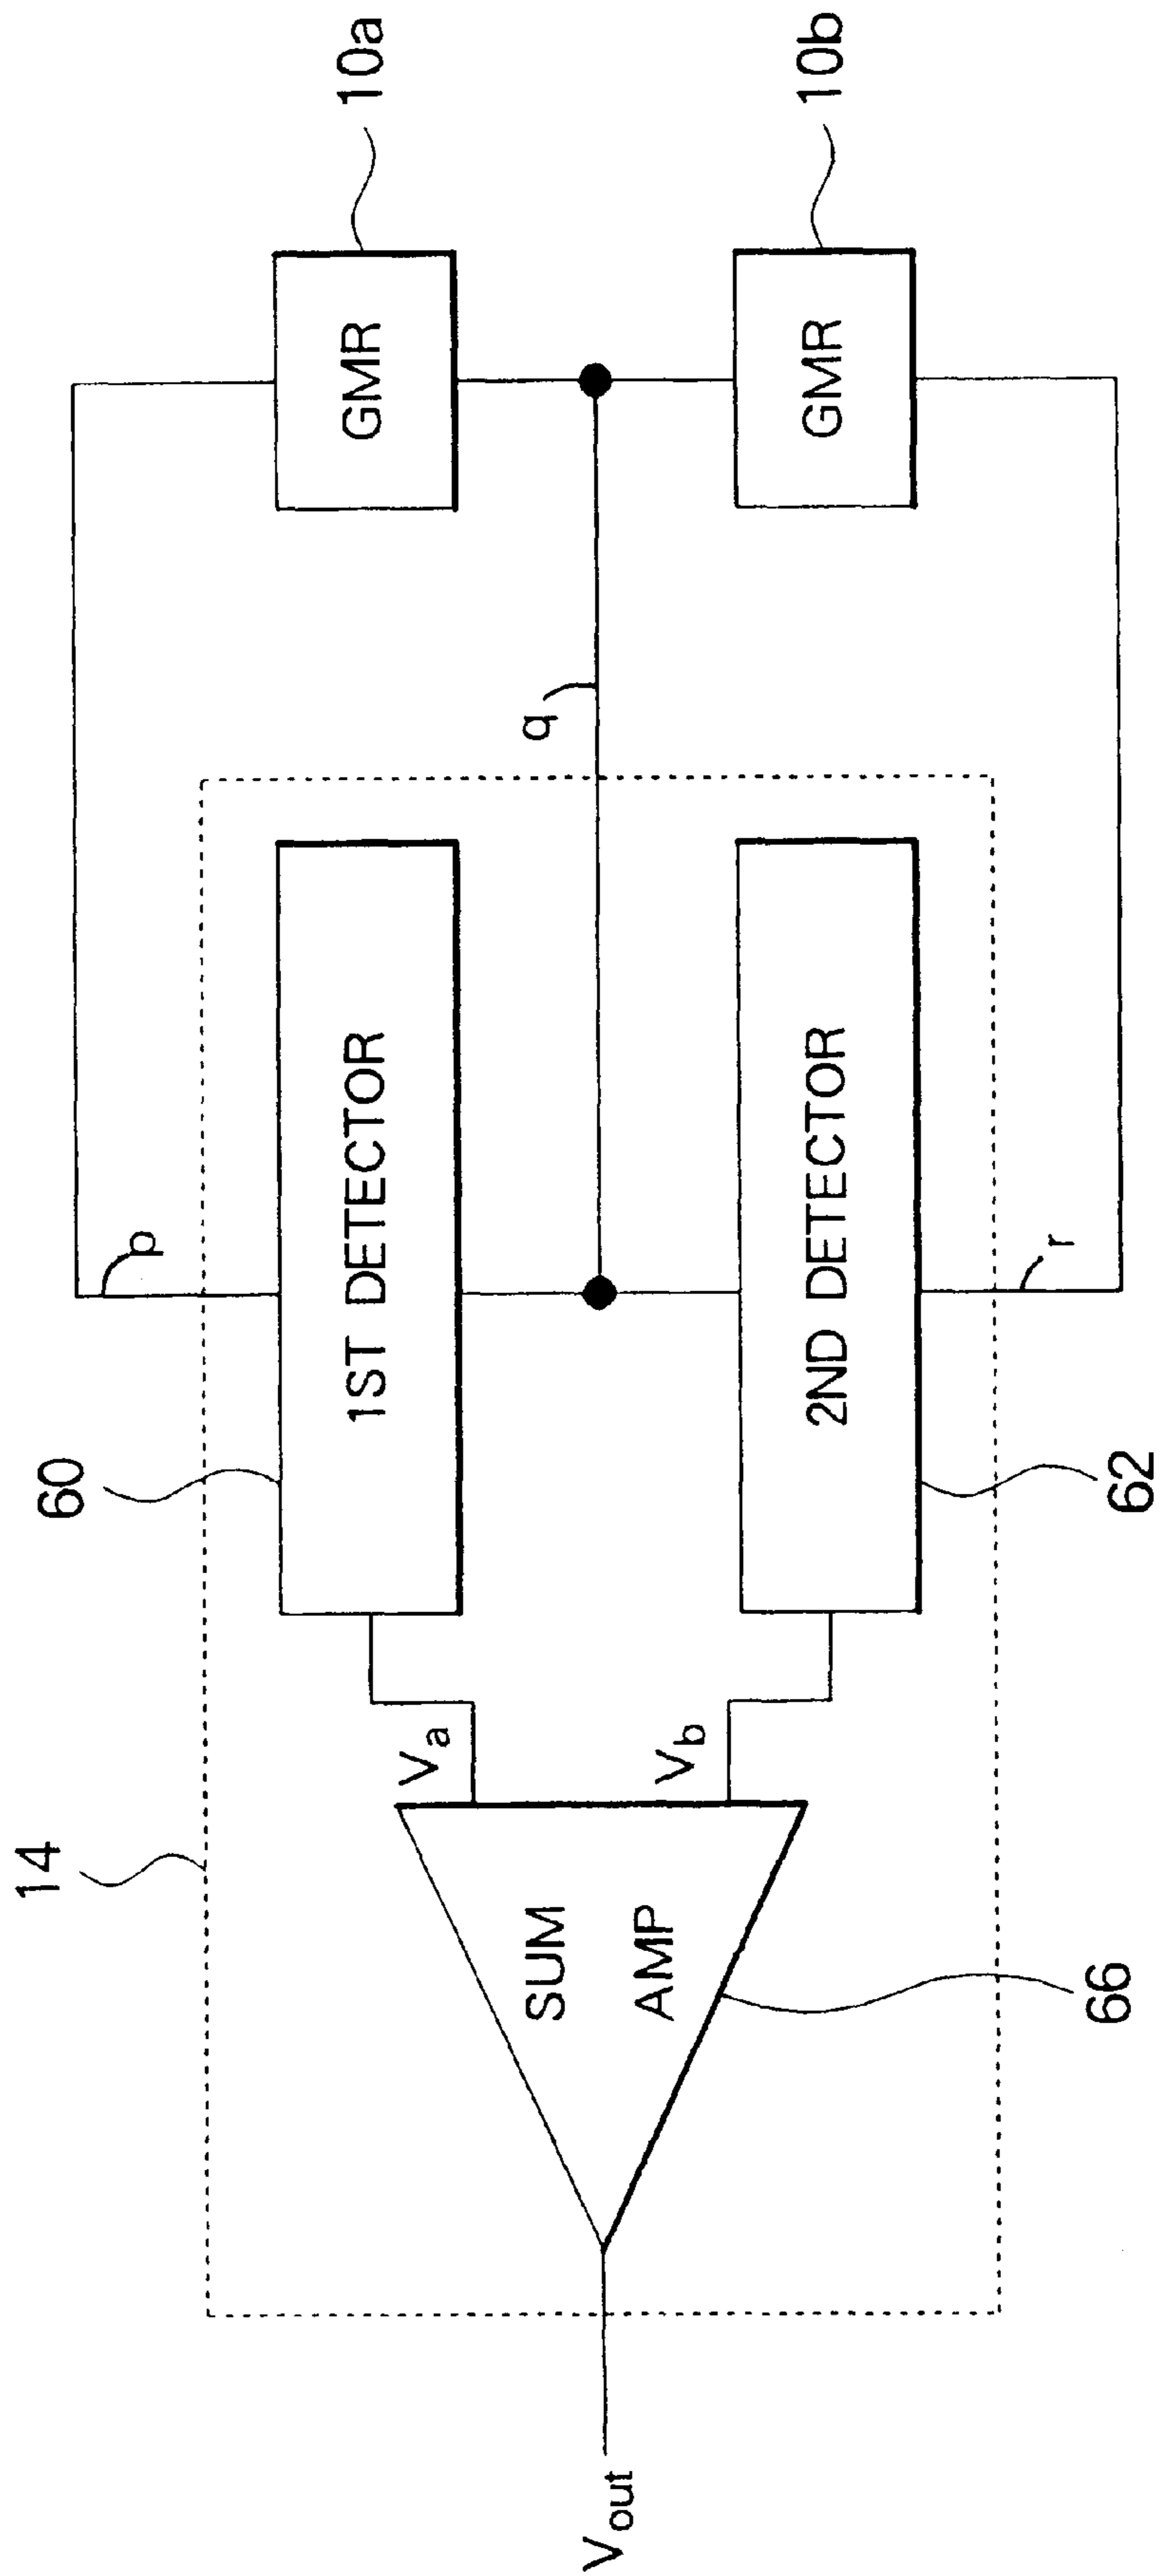 10a
10b
GMR
GMR
q
p
r
1ST DETECTOR
2ND DETECTOR
60
62
Va
Vb
14
SUM
AMP
66
Vout